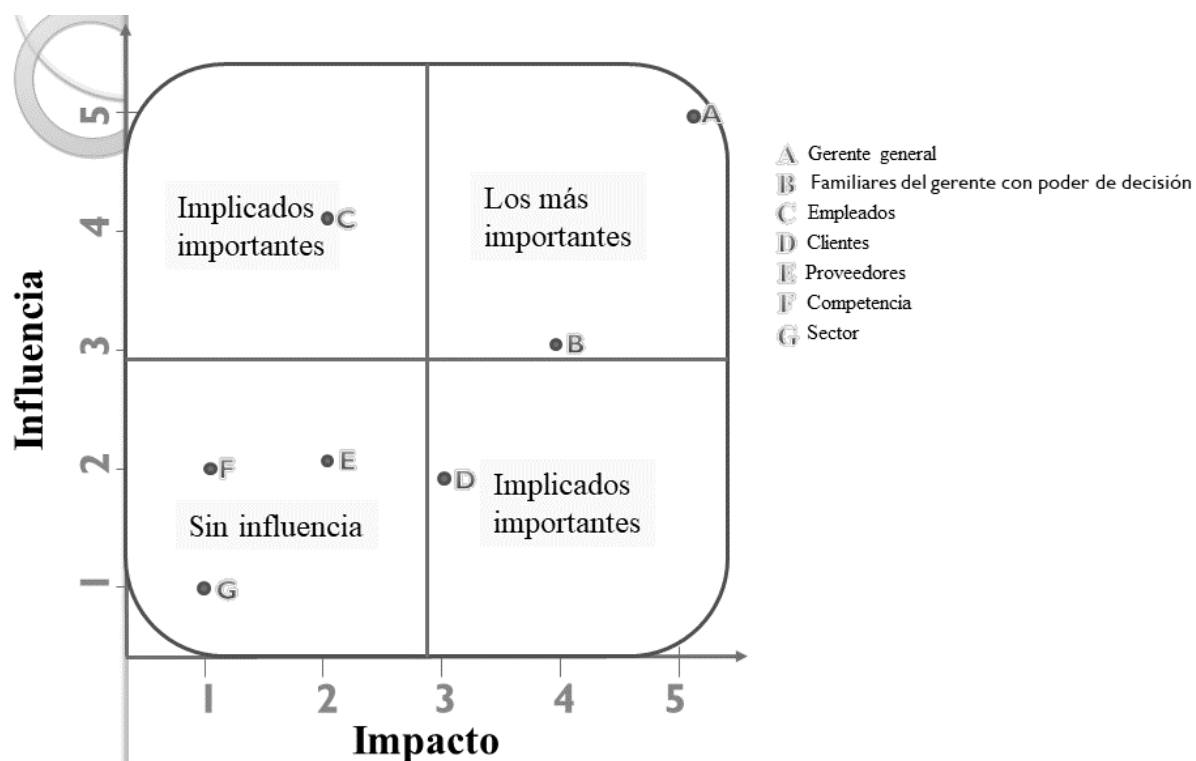 5
4
3
2
1
Influencia
Implicados
importantes
C
Los más
importantes
A
B
F
E
D
Sin influencia
G
Implicados
importantes
1
2
3
4
5
Impacto
A Gerente general
B Familiares del gerente con poder de decisión
C Empleados
D Clientes
E Proveedores
F Competencia
G Sector